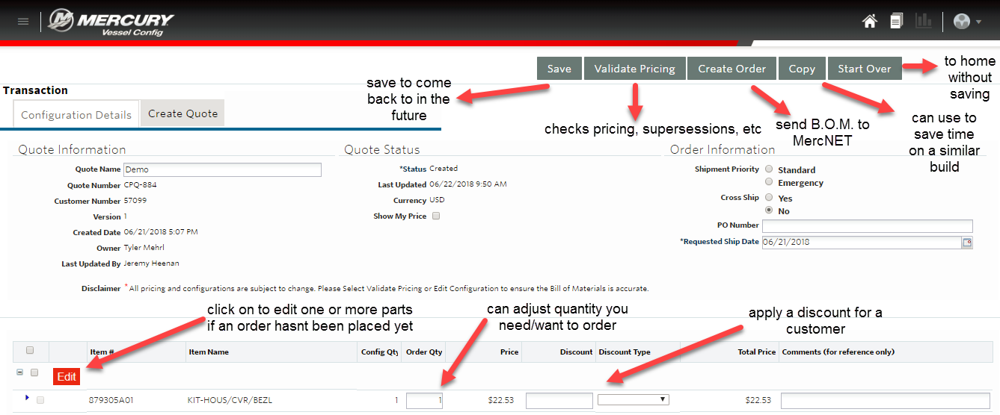 MERCURY
Vessel Config
Save
Validate Pricing
Create Order
Copy
Start Over
to home
without
saving
save to come
back to in the
future
Transaction
Configuration Details
Create Quote
checks pricing, supersessions, etc
send B.O.M. to
MercNET
can use to
save time
on a similar
build
Quote Information
Quote Status
Order Information
Quote Name Demo
*Status Created
Shipment Priority Standard
Emergency
Quote Number CPQ-884
Last Updated 06/22/2018 9:50 AM
Customer Number 57099
Currency USD
Cross Ship Yes
No
Version 1
Show My Price
Created Date 06/21/2018 5:07 PM
PO Number
Owner Tyler Mehrl
*Requested Ship Date 06/21/2018
Last Updated By Jeremy Heenan
Disclaimer *All pricing and configurations are subject to change. Please Select Validate Pricing or Edit Configuration to ensure the Bill of Materials is accurate.
click on to edit one or more parts
if an order hasnt been placed yet
can adjust quantity you
need/want to order
apply a discount for a
customer
Item # Item Name Config Qty Order Qty Price Discount Discount Type Total Price Comments (for reference only)
Edit
879305A01 KIT-HOUS/CVR/BEZL 1 1 $22.53 $22.53